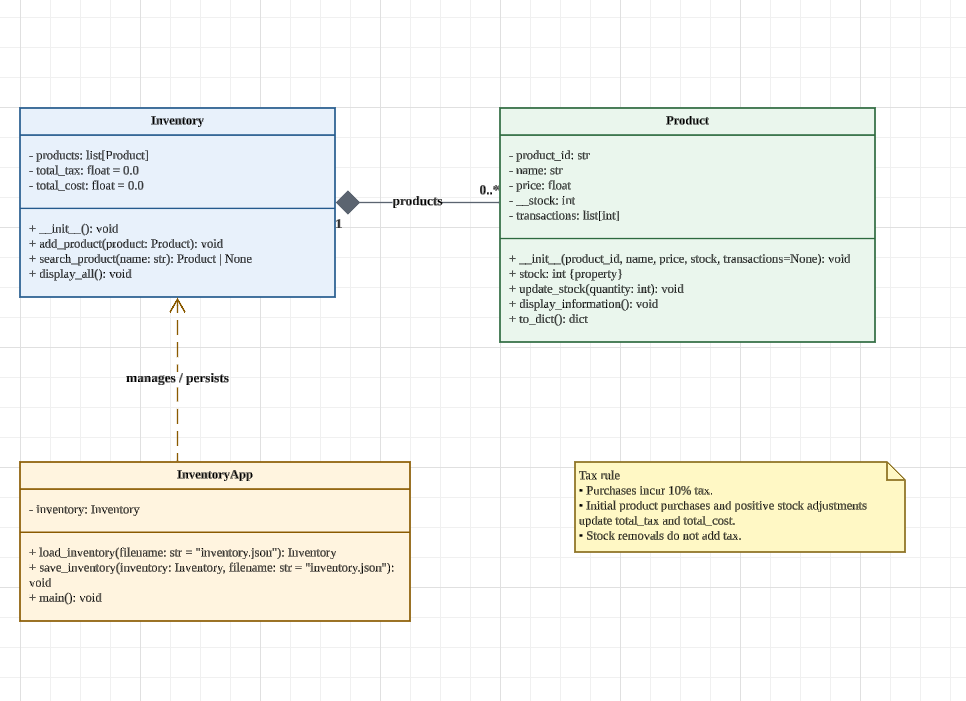 Inventory
- products: list[Product]
- total_tax: float = 0.0
- total_cost: float = 0.0
+ __init__(): void
+ add_product(product: Product): void
+ search_product(name: str): Product | None
+ display_all(): void
1
products
0..*
Product
- product_id: str
- name: str
- price: float
- __stock: int
- transactions: list[int]
+ __init__(product_id, name, price, stock, transactions=None): void
+ stock: int {property}
+ update_stock(quantity: int): void
+ display_information(): void
+ to_dict(): dict
manages / persists
InventoryApp
- inventory: Inventory
+ load_inventory(filename: str = "inventory.json"): Inventory
+ save_inventory(inventory: Inventory, filename: str = "inventory.json"):
void
+ main(): void
Tax rule
• Purchases incur 10% tax.
• Initial product purchases and positive stock adjustments
update total_tax and total_cost.
• Stock removals do not add tax.